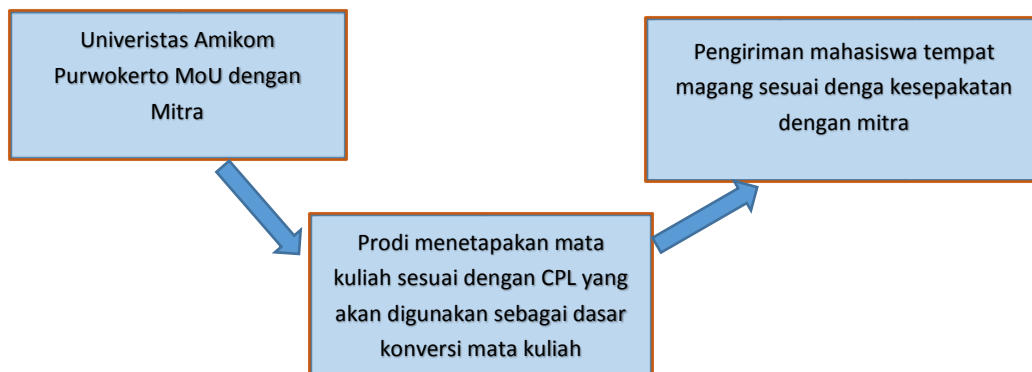 Univeristas Amikom
Purwokerto MoU dengan
Mitra
Prodi menetapakan mata
kuliah sesuai dengan CPL yang
akan digunakan sebagai dasar
konversi mata kuliah
Pengiriman mahasiswa tempat
magang sesuai denga kesepakatan
dengan mitra